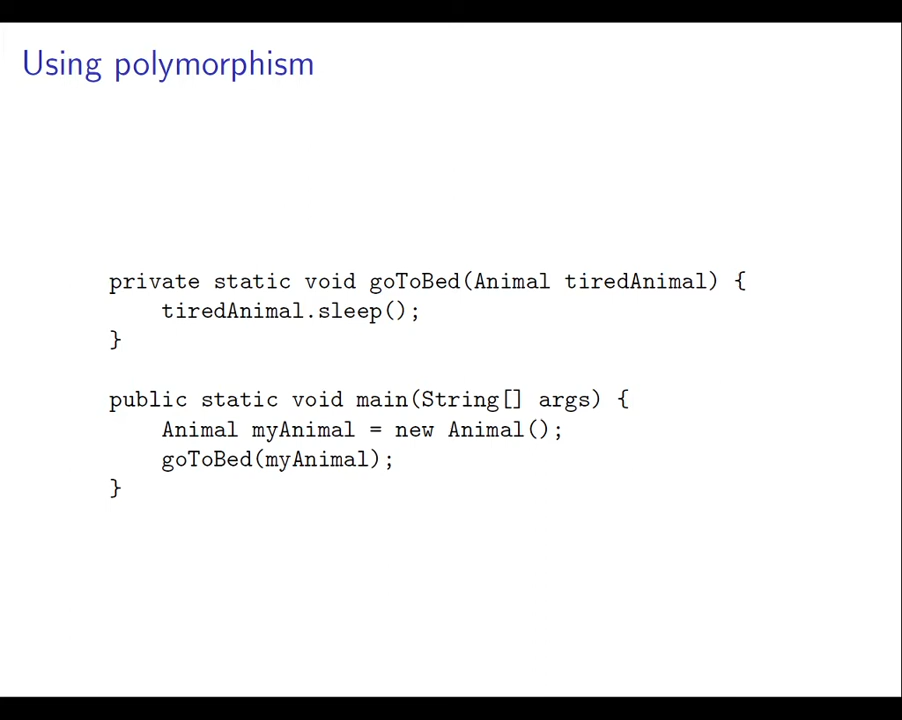 Using polymorphism
private static void goToBed(Animal tiredAnimal) {
tiredAnimal.sleep();
}
public static void main(String[] args) {
Animal myAnimal = new Animal();
goToBed(myAnimal);
}